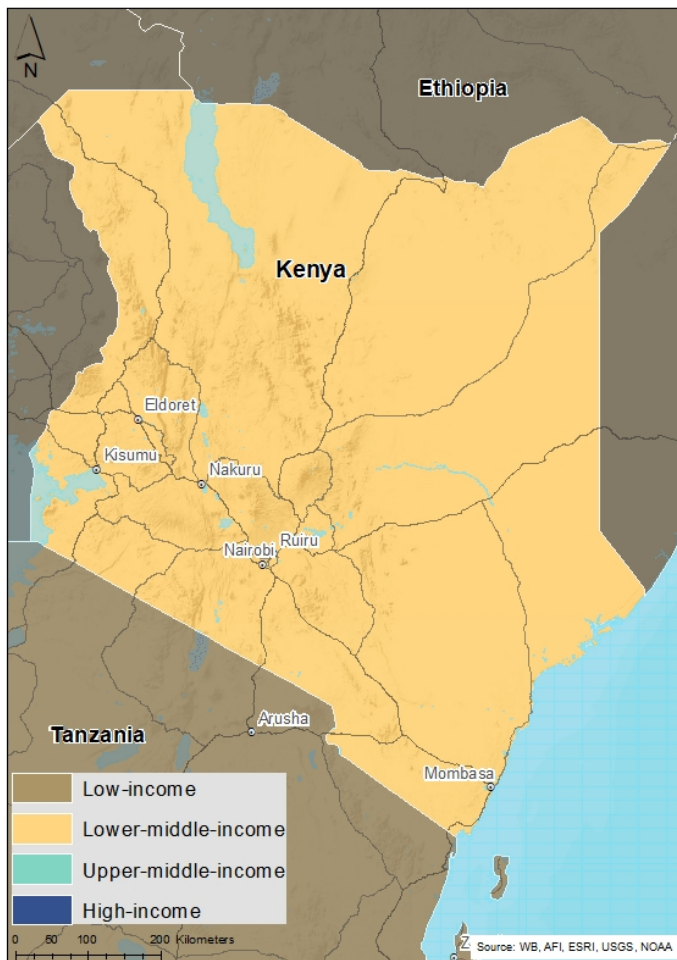 N
Ethiopia
Kenya
Eldoret
Kisumu
Nakuru
Ruiru
Nairobi
Arusha
Tanzania
Mombasa
Low-income
Lower-middle-income
Upper-middle-income
High-income
0 50 100 200 Kilometers
Source: WB, AFI, ESRI, USGS, NOAA